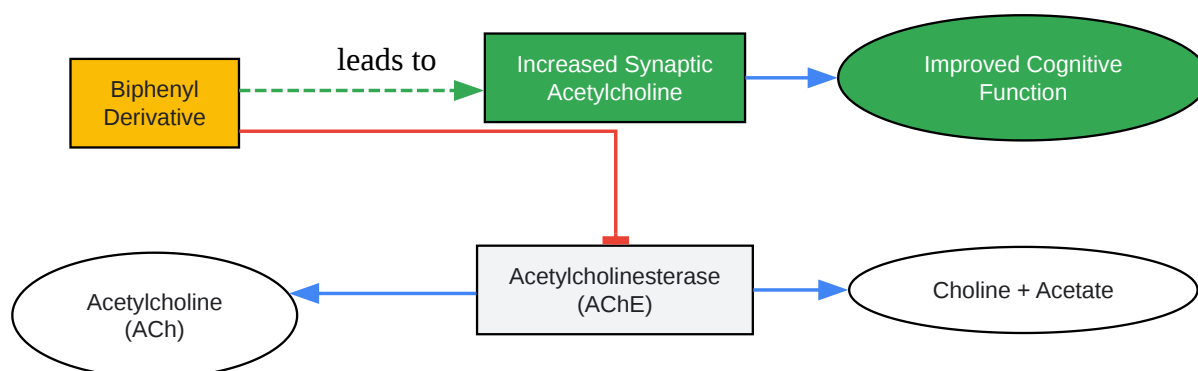 leads to
Biphenyl
Derivative
Increased Synaptic
Acetylcholine
Improved Cognitive
Function
Acetylcholine
(ACh)
Acetylcholinesterase
(AChE)
Choline + Acetate